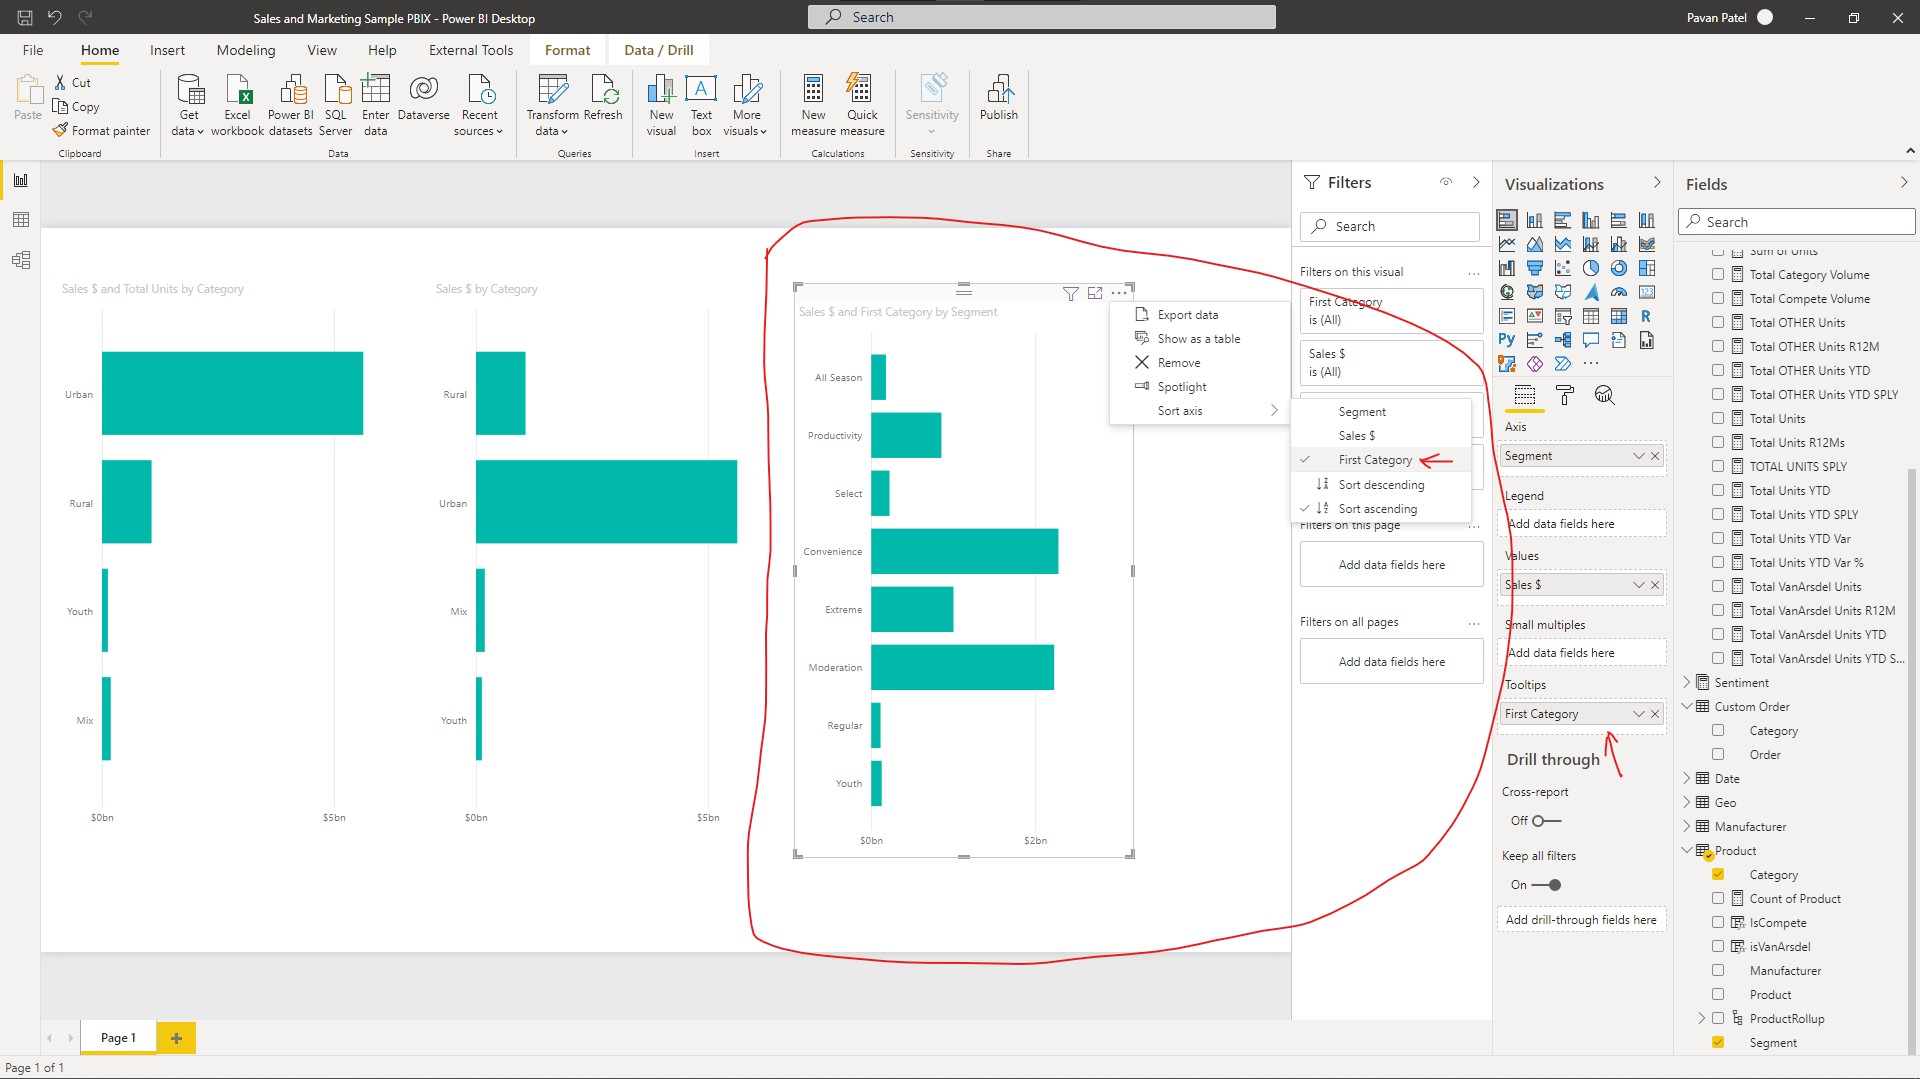 Sales and Marketing Sample PBIX - Power BI Desktop
Search
Pavan Patel
File Home Insert Modeling View Help External Tools Format Data / Drill
Paste
Cut
Copy
Format painter
Clipboard
Get data
Excel workbook
Power BI datasets
SQL Server
Enter data
Dataverse
Recent sources
Data
Transform data
Refresh
Queries
New visual
Text box
More visuals
Insert
New measure
Quick measure
Calculations
Sensitivity
Sensitivity
Publish
Share
Sales $ and Total Units by Category
Urban
Rural
Youth
Mix
$0bn $5bn
Sales $ by Category
Rural
Urban
Mix
Youth
$0bn $5bn
Sales $ and First Category by Segment
All Season
Productivity
Select
Convenience
Extreme
Moderation
Regular
Youth
$0bn $2bn
Export data
Show as a table
Remove
Spotlight
Sort axis
Segment
Sales $
First Category
Sort descending
Sort ascending
Filters
Search
Filters on this visual ...
First Category
is (All)
Sales $
is (All)
Filters on this page ...
Add data fields here
Filters on all pages ...
Add data fields here
Visualizations
R
Py
123
...
Axis
Segment
Legend
Add data fields here
Values
Sales $
Small multiples
Add data fields here
Tooltips
First Category
Drill through
Cross-report
Off
Keep all filters
On
Add drill-through fields here
Fields
Search
Sum of Units
Total Category Volume
Total Compete Volume
Total OTHER Units
Total OTHER Units R12M
Total OTHER Units YTD
Total OTHER Units YTD SPLY
Total Units
Total Units R12Ms
TOTAL UNITS SPLY
Total Units YTD
Total Units YTD SPLY
Total Units YTD Var
Total Units YTD Var %
Total VanArsdel Units
Total VanArsdel Units R12M
Total VanArsdel Units YTD
Total VanArsdel Units YTD S...
Sentiment
Custom Order
Category
Order
Date
Geo
Manufacturer
Product
Category
Count of Product
IsCompete
isVanArsdel
Manufacturer
Product
ProductRollup
Segment
Page 1
Page 1 of 1